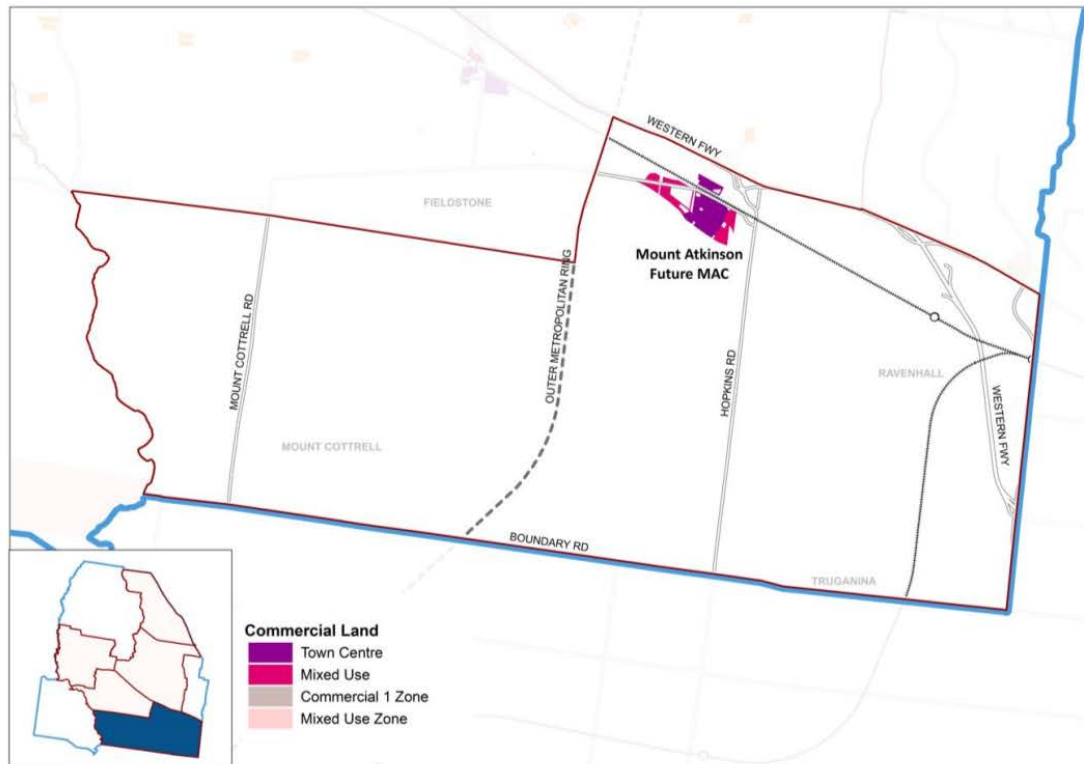 WESTERN FWY
FIELDSTONE
Mount Atkinson
Future MAC
OUTER METROPOLITAN RING
MOUNT COTTRELL RD
HOPKINS RD
RAVENHALL
WESTERN FWY
MOUNT COTTRELL
BOUNDARY RD
TRUGANINA
Commercial Land
Town Centre
Mixed Use
Commercial 1 Zone
Mixed Use Zone